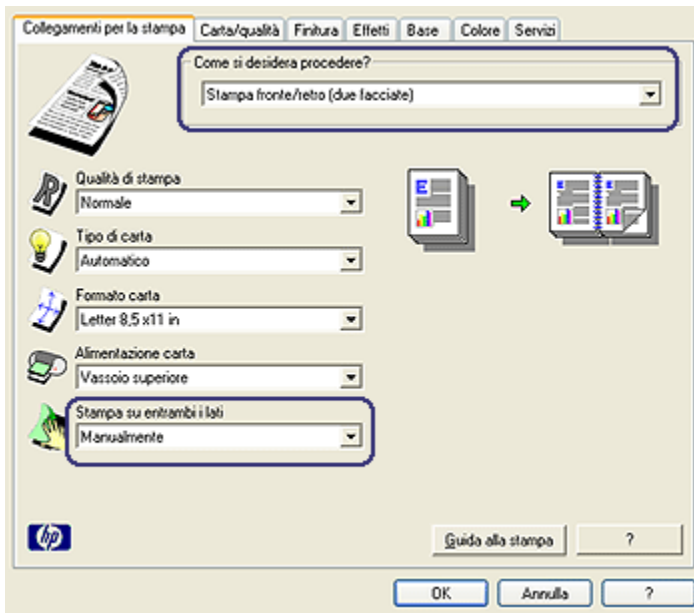 Collegamenti per la stampa
Carta/qualità
Finitura
Effetti
Base
Colore
Servizi
Come si desidera procedere?
Stampa fronte/retro (due facciate)
Qualità di stampa
Normale
Tipo di carta
Automatico
Formato carta
Letter 8,5 x11 in
Alimentazione carta
Vassoio superiore
Stampa su entrambi i lati
Manualmente
hp
Guida alla stampa
?
OK
Annulla
?